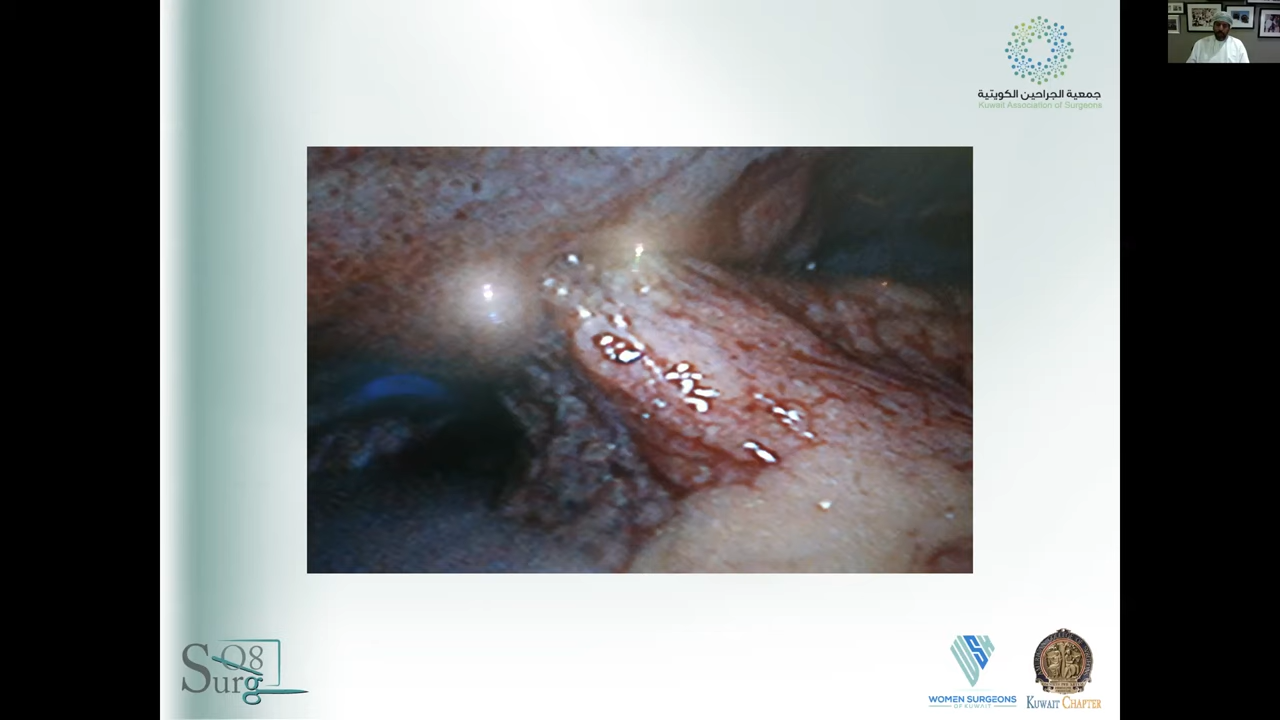 جمعية الجراحين الكويتية
Kuwait Association of Surgeons
Q8
Surg
WOMEN SURGEONS
OF KUWAIT
KUWAIT CHAPTER